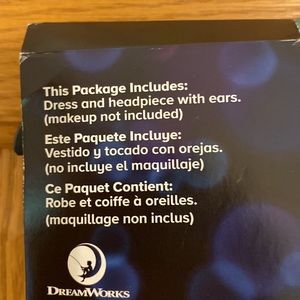 This Package Includes:
Dress and headpiece with ears.
(makeup not included)
Este Paquete Incluye:
Vestido y tocado con orejas.
(no incluye el maquillaje)
Ce Paquet Contient:
Robe et coiffe à oreilles.
(maquillage non inclus)
DREAMWORKS